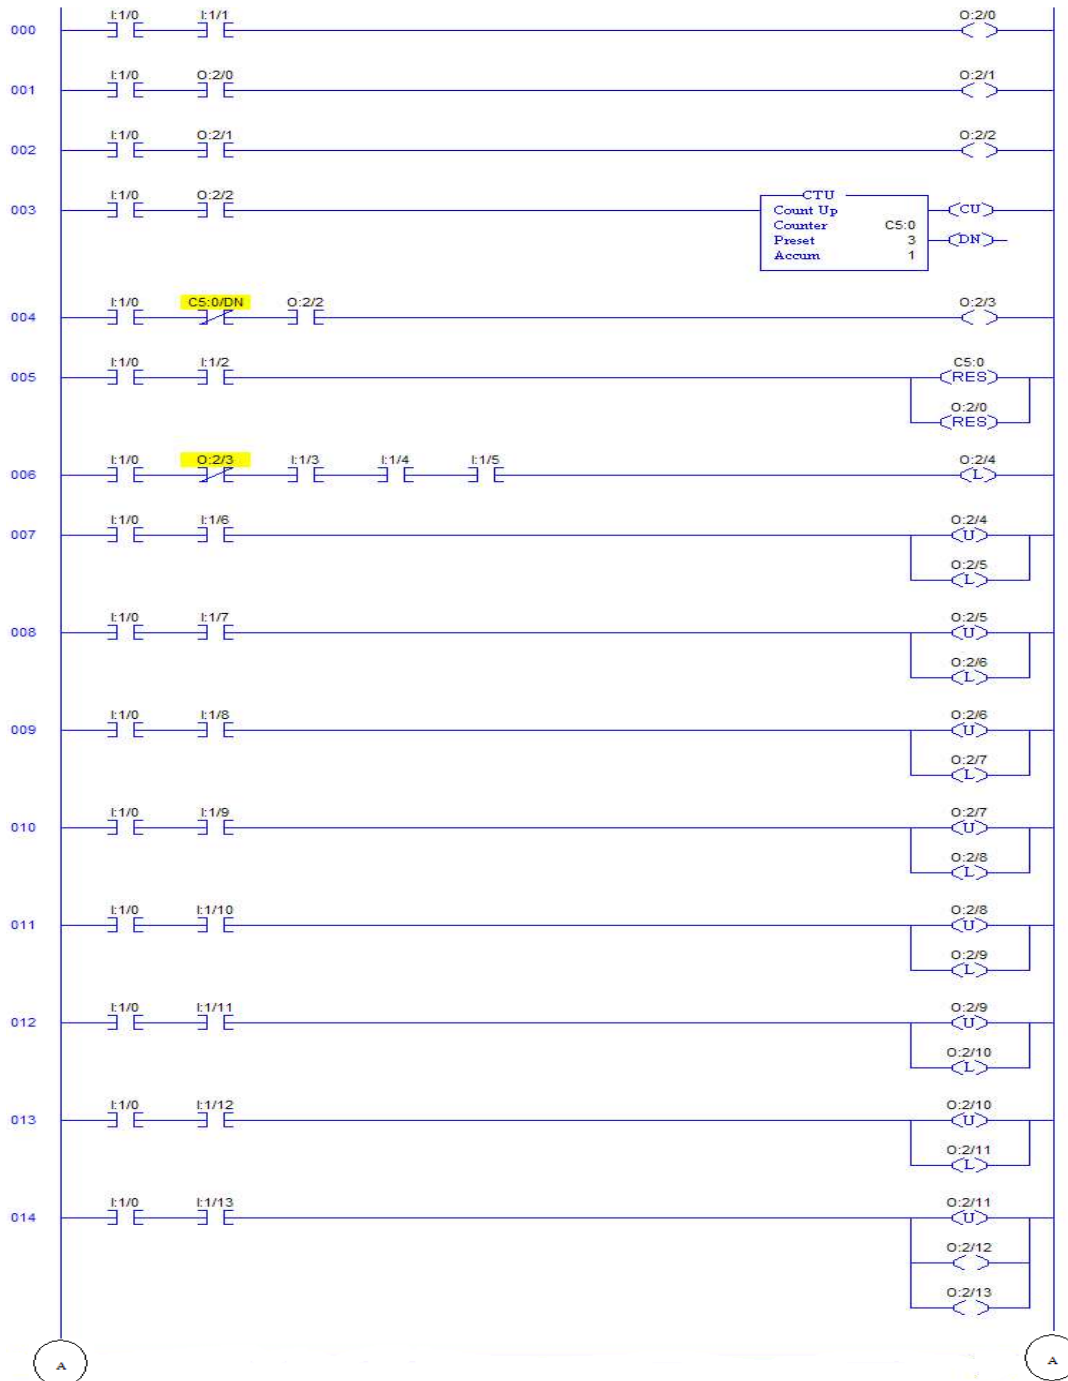 I:1/0 I:1/1 O:2/0
000
I:1/0 O:2/0 O:2/1
001
I:1/0 O:2/1 O:2/2
002
I:1/0 O:2/2
003
CTU
Count Up
Counter C5:0
Preset 3
Accum 1
CU
DN
I:1/0 C5:0/DN O:2/2 O:2/3
004
I:1/0 I:1/2 C5:0
005 RES
O:2/0
RES
I:1/0 O:2/3 I:1/3 I:1/4 I:1/5 O:2/4
006 L
I:1/0 I:1/6 O:2/4
007 U
O:2/5
L
I:1/0 I:1/7 O:2/5
008 U
O:2/6
L
I:1/0 I:1/8 O:2/6
009 U
O:2/7
L
I:1/0 I:1/9 O:2/7
010 U
O:2/8
L
I:1/0 I:1/10 O:2/8
011 U
O:2/9
L
I:1/0 I:1/11 O:2/9
012 U
O:2/10
L
I:1/0 I:1/12 O:2/10
013 U
O:2/11
L
I:1/0 I:1/13 O:2/11
014 U
O:2/12
O:2/13
A A